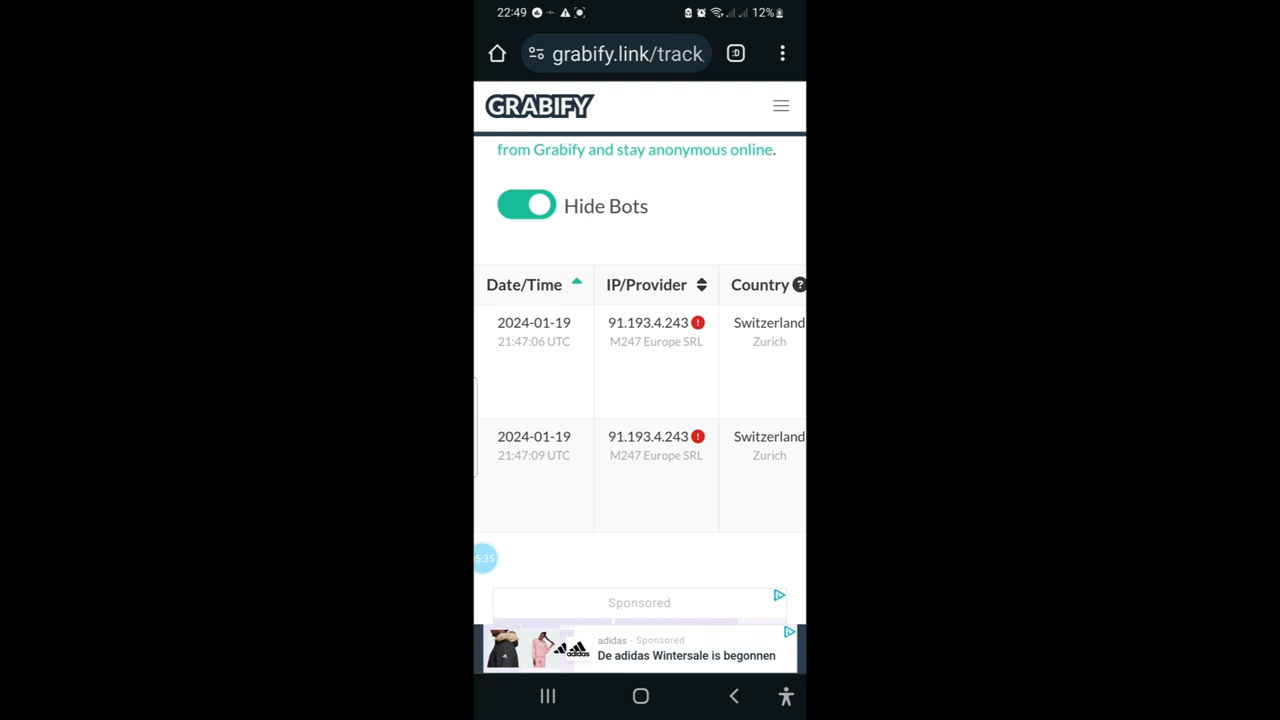 22:49
12%
grabify.link/track
:D
GRABIFY
from Grabify and stay anonymous online.
Hide Bots
Date/Time IP/Provider Country ?
2024-01-19 91.193.4.243 ! Switzerland
21:47:06 UTC M247 Europe SRL Zurich
2024-01-19 91.193.4.243 ! Switzerland
21:47:09 UTC M247 Europe SRL Zurich
5:35
Sponsored
adidas - Sponsored
adidas
De adidas Wintersale is begonnen